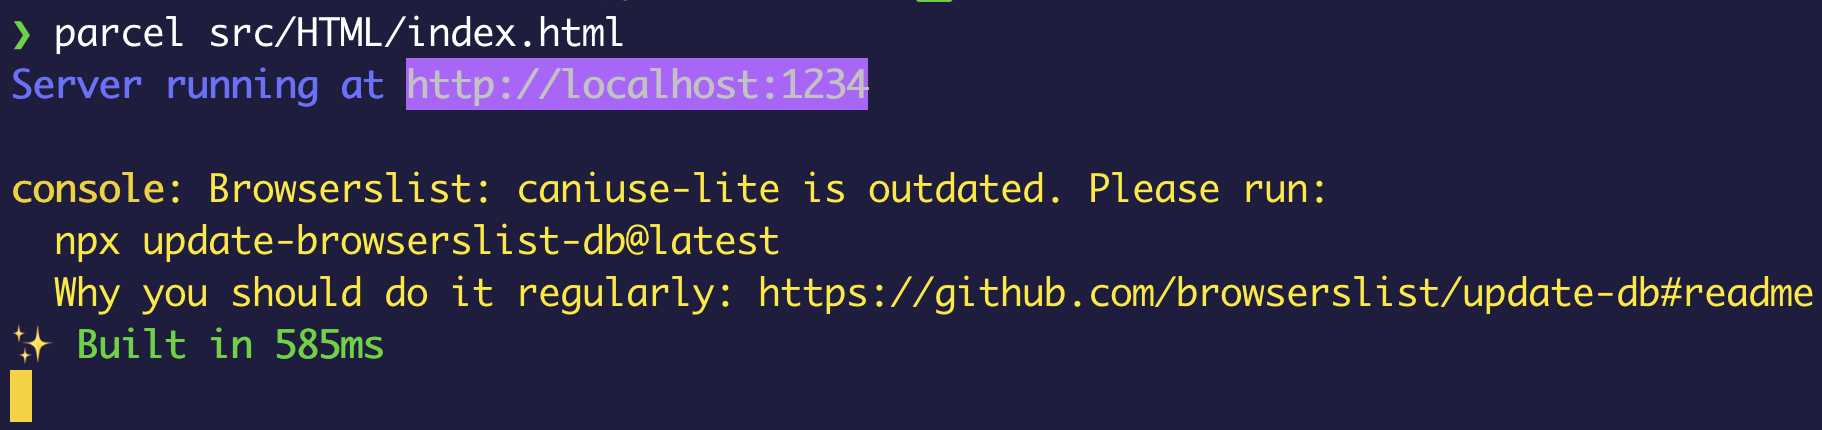 ❯ parcel src/HTML/index.html
Server running at http://localhost:1234
console: Browserslist: caniuse-lite is outdated. Please run:
npx update-browserslist-db@latest
Why you should do it regularly: https://github.com/browserslist/update-db#readme
✨ Built in 585ms